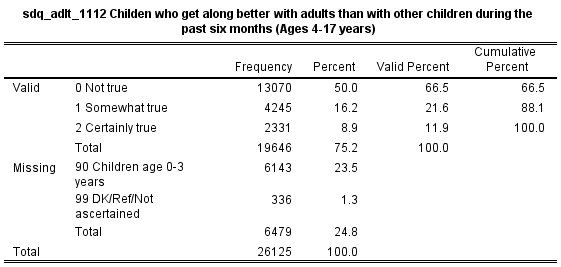 sdq_adlt_1112 Childen who get along better with adults than with other children during the
past six months (Ages 4-17 years)
Frequency Percent Valid Percent Cumulative Percent
Valid 0 Not true 13070 50.0 66.5 66.5
1 Somewhat true 4245 16.2 21.6 88.1
2 Certainly true 2331 8.9 11.9 100.0
Total 19646 75.2 100.0
Missing 90 Children age 0-3 years 6143 23.5
99 DK/Ref/Not ascertained 336 1.3
Total 6479 24.8
Total 26125 100.0